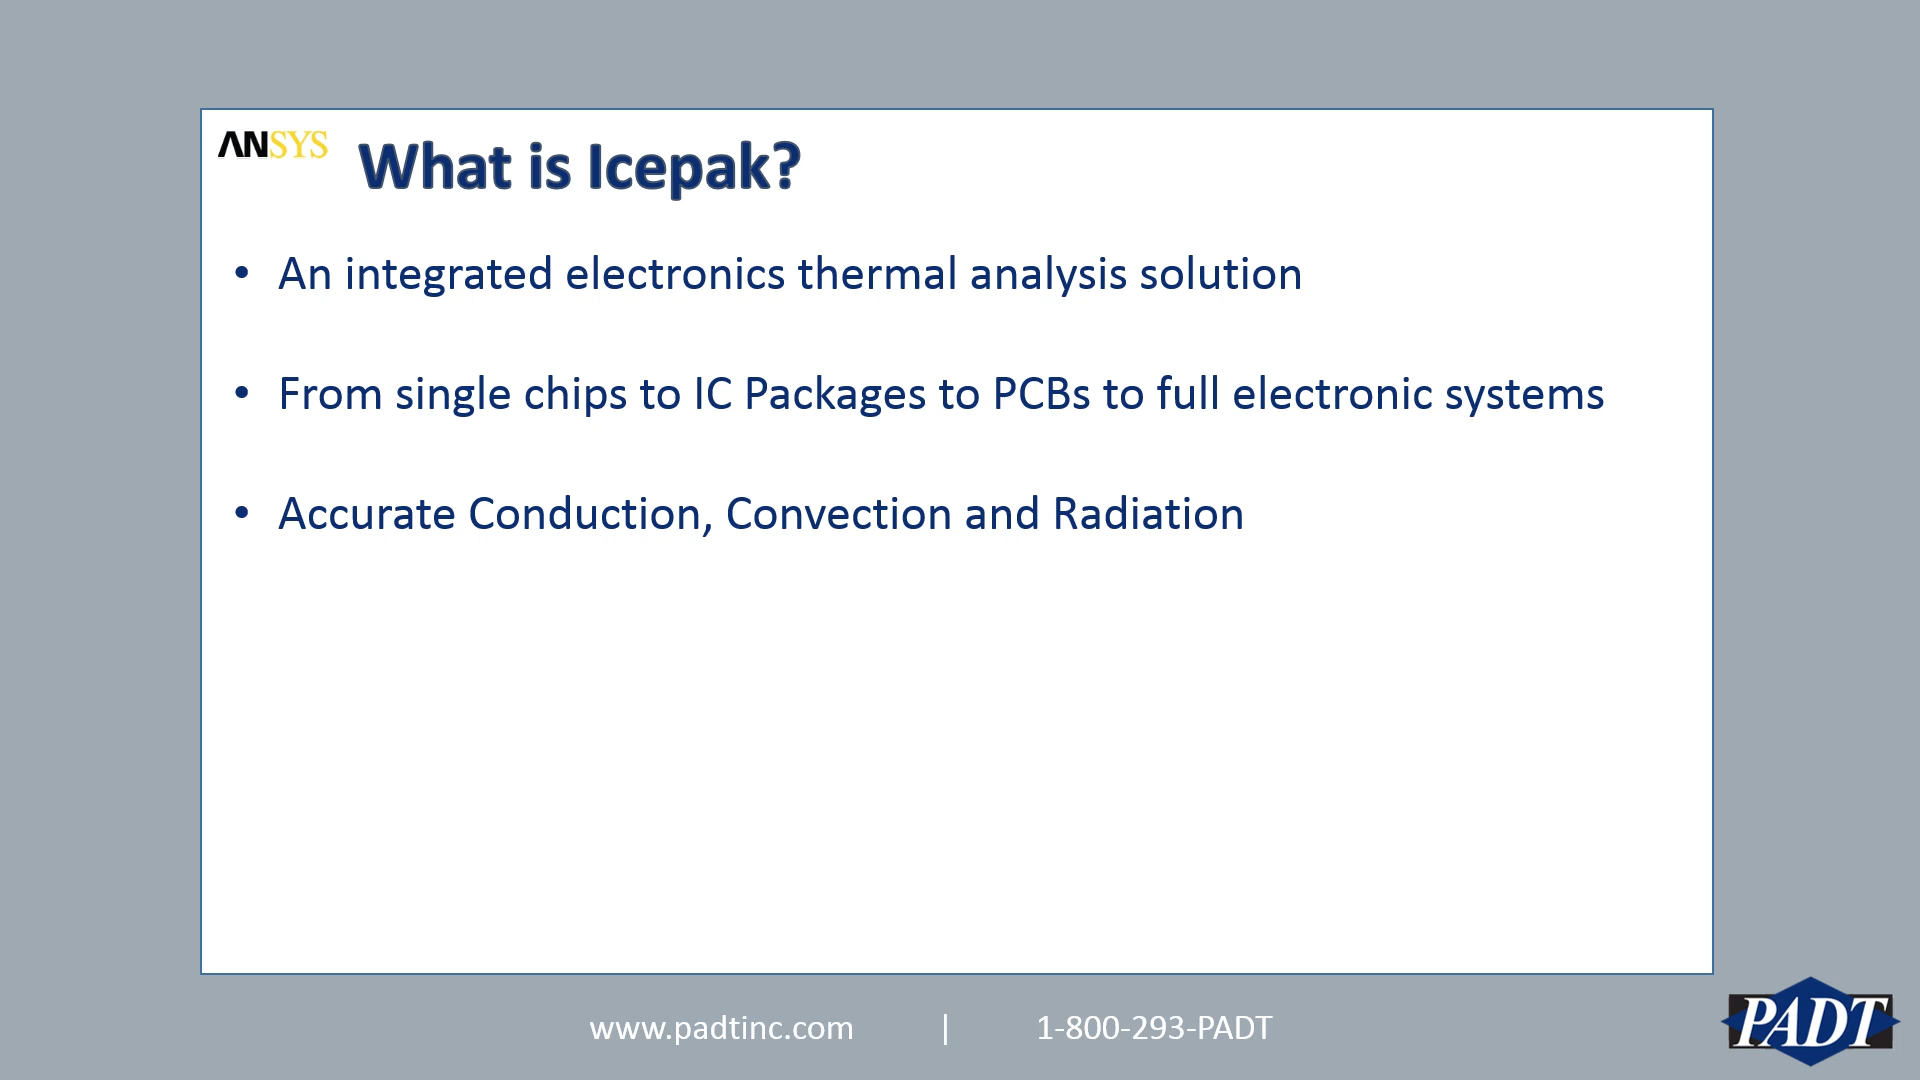 ANSYS
What is Icepak?
• An integrated electronics thermal analysis solution
• From single chips to IC Packages to PCBs to full electronic systems
• Accurate Conduction, Convection and Radiation
www.padtinc.com | 1-800-293-PADT
PADT